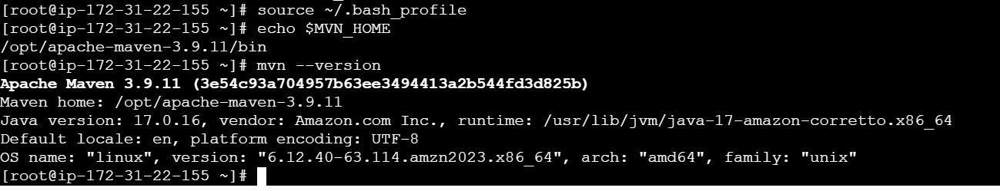 [root@ip-172-31-22-155 ~]# source ~/.bash_profile
[root@ip-172-31-22-155 ~]# echo $MVN_HOME
/opt/apache-maven-3.9.11/bin
[root@ip-172-31-22-155 ~]# mvn --version
Apache Maven 3.9.11 (3e54c93a704957b63ee3494413a2b544fd3d825b)
Maven home: /opt/apache-maven-3.9.11
Java version: 17.0.16, vendor: Amazon.com Inc., runtime: /usr/lib/jvm/java-17-amazon-corretto.x86_64
Default locale: en, platform encoding: UTF-8
OS name: "linux", version: "6.12.40-63.114.amzn2023.x86_64", arch: "amd64", family: "unix"
[root@ip-172-31-22-155 ~]#